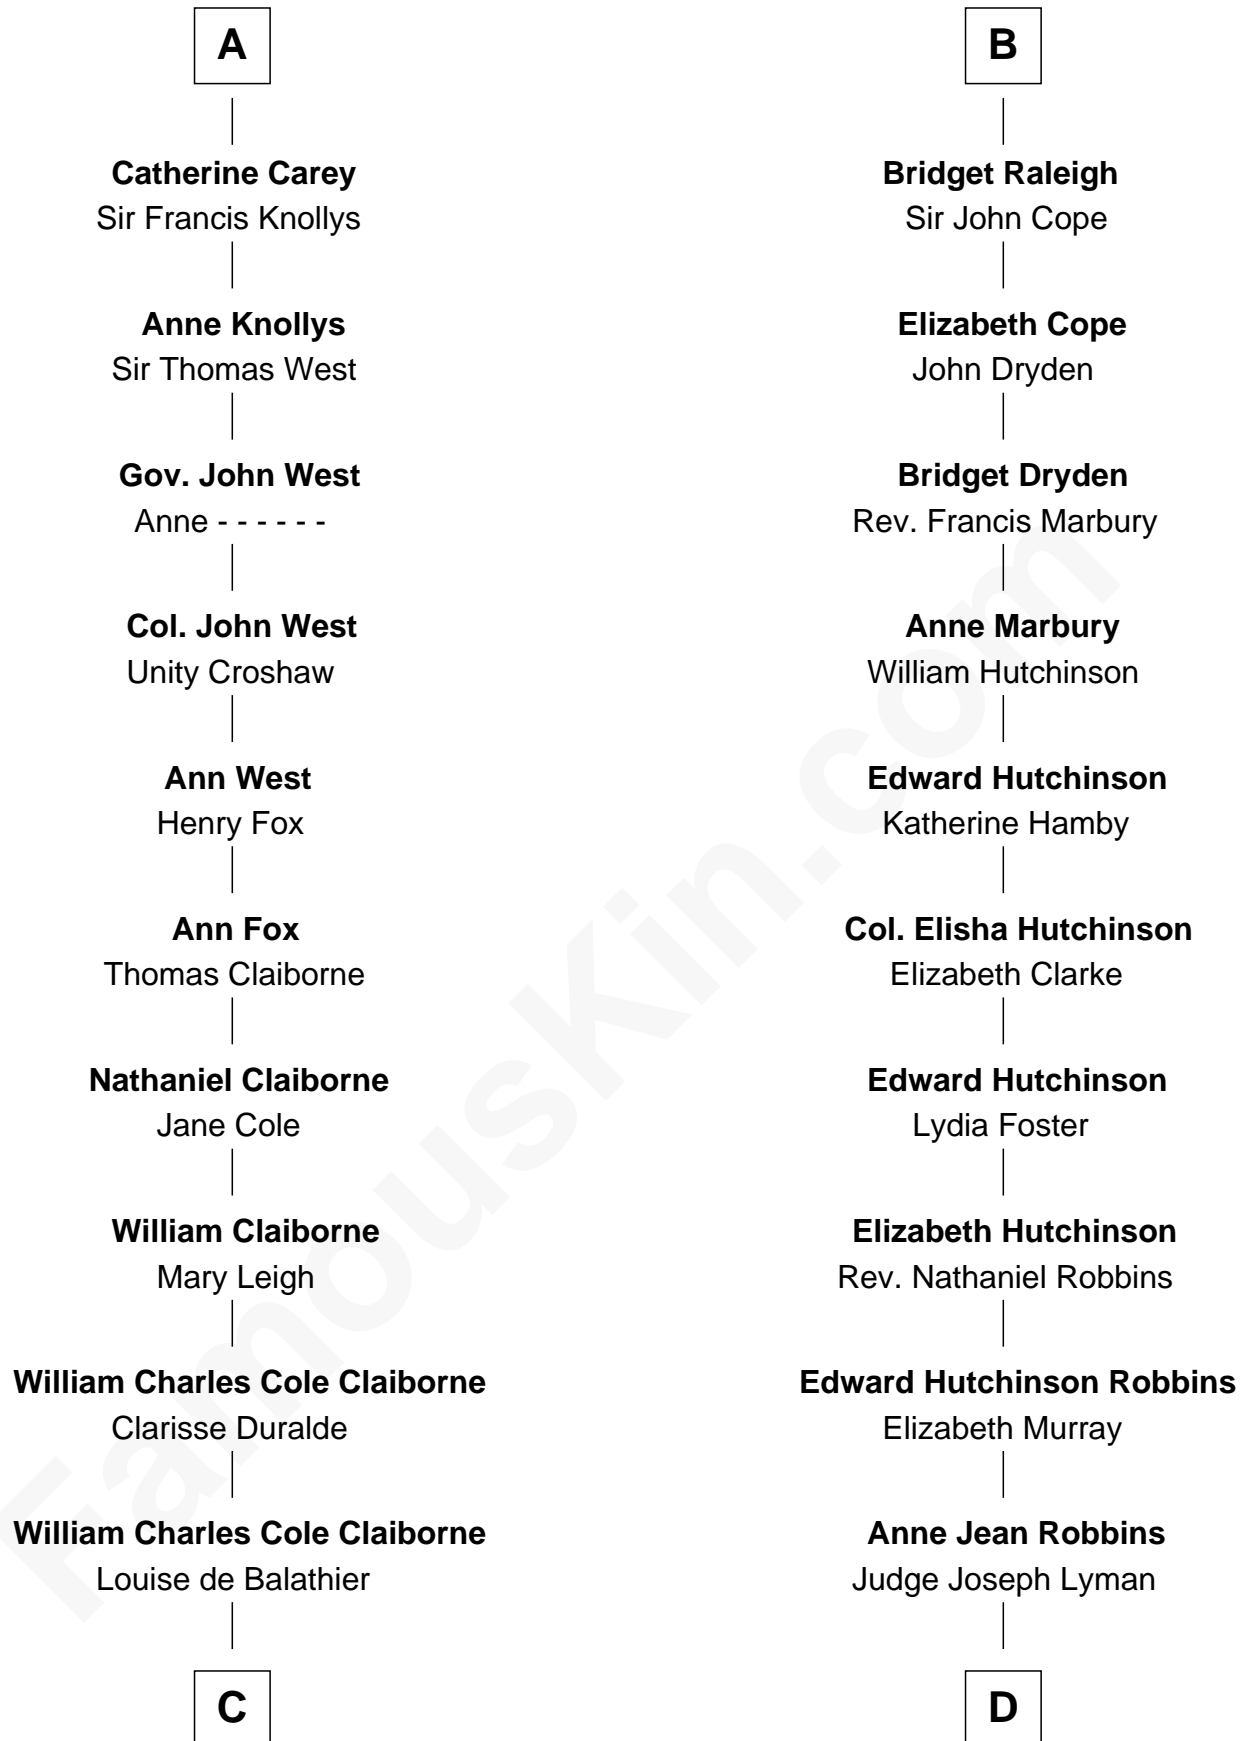 A
Catherine Carey
Sir Francis Knollys
Anne Knollys
Sir Thomas West
Gov. John West
Anne - - - - - -
Col. John West
Unity Croshaw
Ann West
Henry Fox
Ann Fox
Thomas Claiborne
Nathaniel Claiborne
Jane Cole
William Claiborne
Mary Leigh
William Charles Cole Claiborne
Clarisse Duralde
William Charles Cole Claiborne
Louise de Balathier
C
B
Bridget Raleigh
Sir John Cope
Elizabeth Cope
John Dryden
Bridget Dryden
Rev. Francis Marbury
Anne Marbury
William Hutchinson
Edward Hutchinson
Katherine Hamby
Col. Elisha Hutchinson
Elizabeth Clarke
Edward Hutchinson
Lydia Foster
Elizabeth Hutchinson
Rev. Nathaniel Robbins
Edward Hutchinson Robbins
Elizabeth Murray
Anne Jean Robbins
Judge Joseph Lyman
D
FamousKin.com